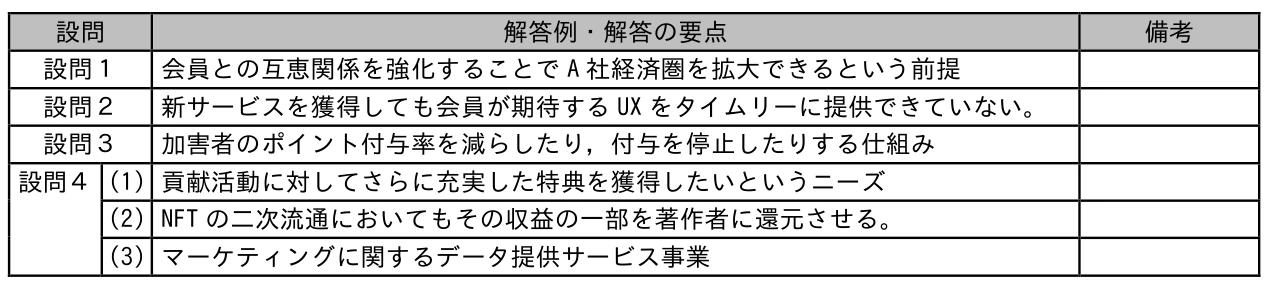 設問 解答例・解答の要点 備考
設問１ 会員との互恵関係を強化することで A 社経済圏を拡大できるという前提
設問２ 新サービスを獲得しても会員が期待する UX をタイムリーに提供できていない。
設問３ 加害者のポイント付与率を減らしたり，付与を停止したりする仕組み
設問４ (1) 貢献活動に対してさらに充実した特典を獲得したいというニーズ
(2) NFT の二次流通においてもその収益の一部を著作者に還元させる。
(3) マーケティングに関するデータ提供サービス事業